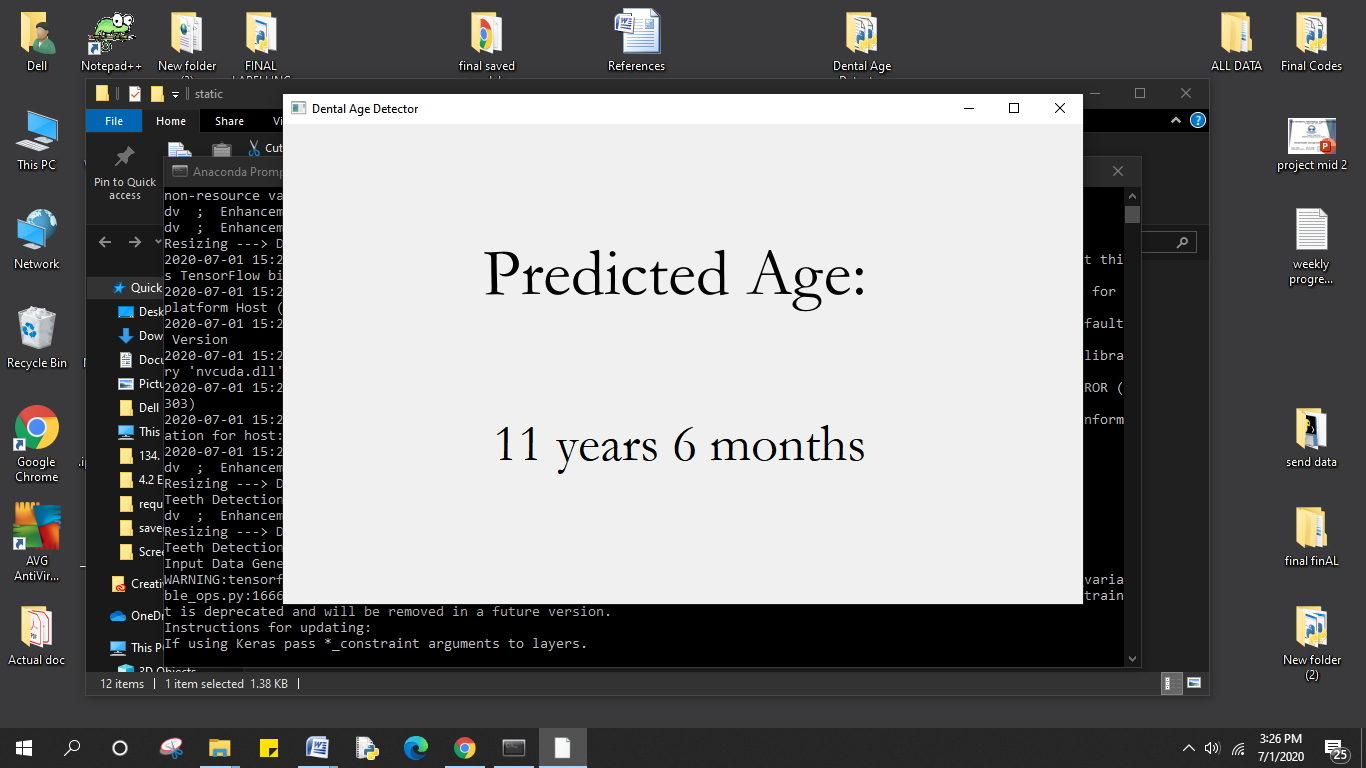 Dell
Notepad++
New folder
FINAL
final saved
References
Dental Age
ALL DATA
Final Codes
static
File
Home
Share
Cut
Pin to Quick
access
Dental Age Detector
Predicted Age:
11 years 6 months
Anaconda Promp
non-resource va
dv ; Enhancem
dv ; Enhancem
Resizing ---> D
2020-07-01 15:2 t thi
s TensorFlow bi
2020-07-01 15:2 for
platform Host (
2020-07-01 15:2 fault
Version
2020-07-01 15:2 libra
ry 'nvcuda.dll'
2020-07-01 15:2 ROR (
303)
2020-07-01 15:2 nform
ation for host:
2020-07-01 15:2
dv ; Enhancem
Resizing ---> D
Teeth Detection
dv ; Enhancem
Resizing ---> D
Teeth Detection
Input Data Gene
WARNING:tensorf varia
ble_ops.py:1666 train
t is deprecated and will be removed in a future version.
Instructions for updating:
If using Keras pass *_constraint arguments to layers.
Quick
Desk
Dow
Docu
Pictu
Dell
This
134.
4.2 E
requ
save
Scree
Creati
OneDr
This P
3D Objects
12 items
1 item selected 1.38 KB
This PC
Network
Recycle Bin
Google
Chrome
AVG
AntiVir...
Actual doc
project mid 2
weekly
progre...
send data
final finAL
New folder
(2)
3:26 PM
7/1/2020
25